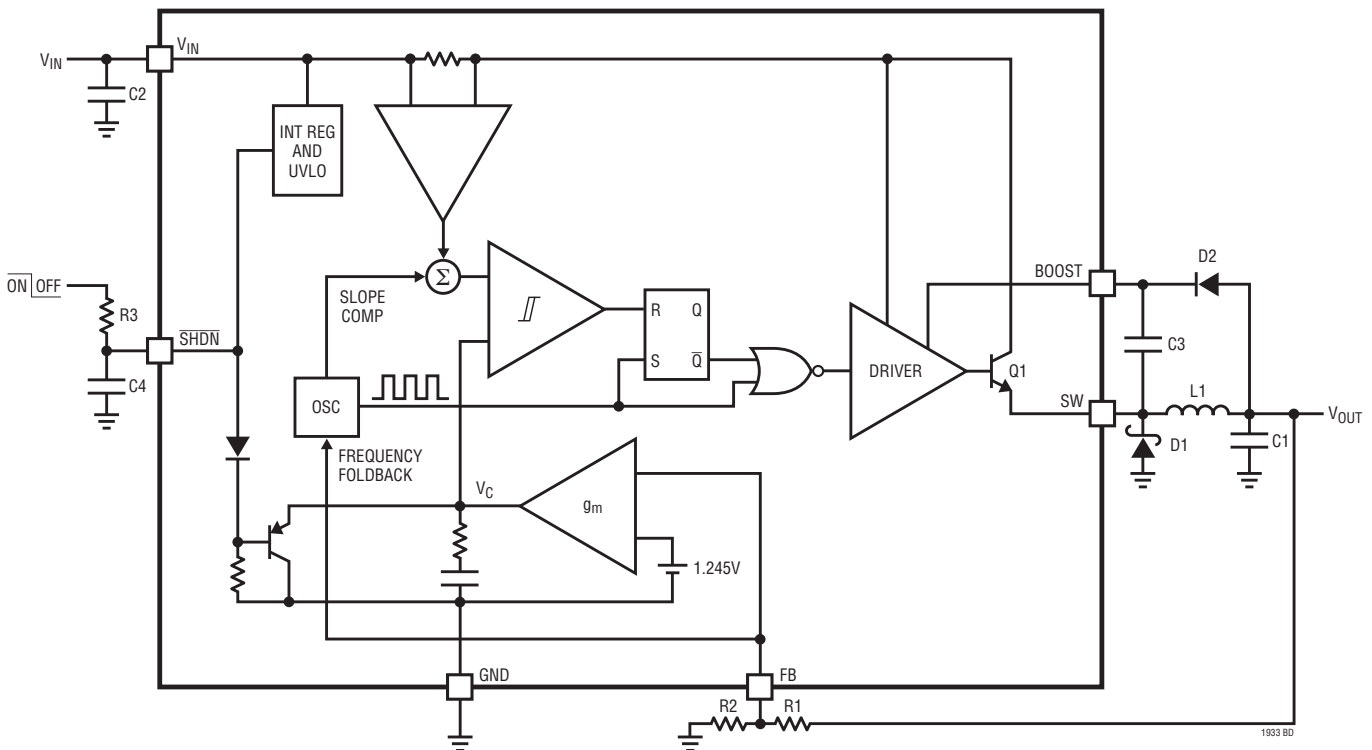 VIN
VIN
C2
INT REG
AND
UVLO
Σ
SLOPE
COMP
ON OFF
R3
SHDN
C4
OSC
FREQUENCY
FOLDBACK
R Q
S Q
DRIVER
Q1
BOOST
D2
C3
SW
L1
D1
C1
VOUT
VC
gm
1.245V
GND
FB
R2 R1
1933 BD